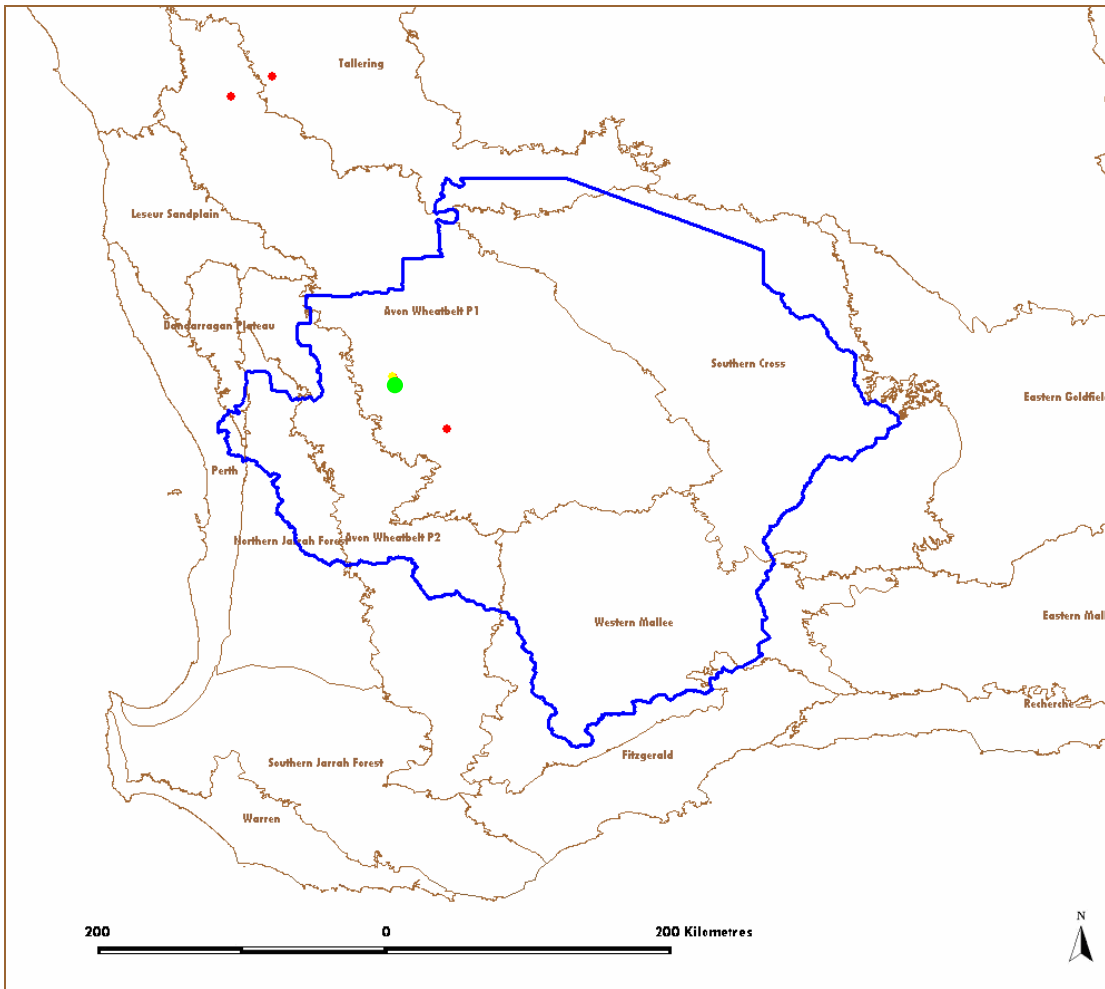 Tallering
Leseur Sandplain
Avon Wheatbelt P1
Dandarragan Plateau
Southern Cross
Eastern Goldfiel
Perth
Northern Jarrah Forest
Avon Wheatbelt P2
Western Mallee
Eastern Mall
Recherche
Fitzgerald
Southern Jarrah Forest
Warren
200 0 200 Kilometres
N